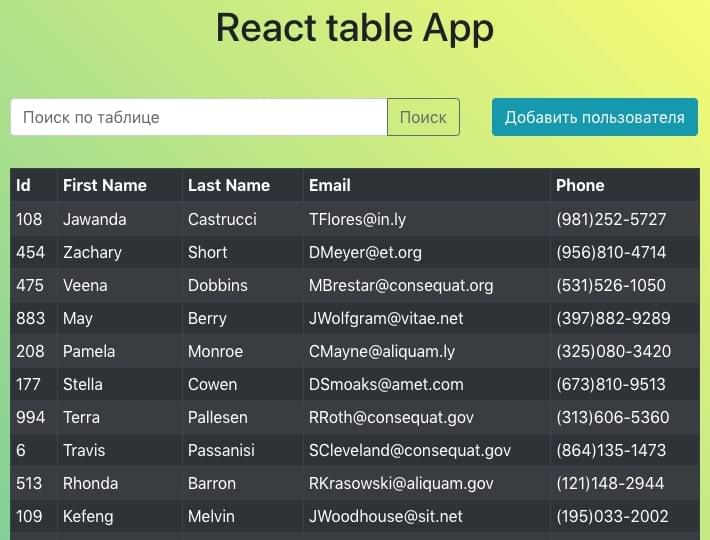 React table App
Поиск по таблице Поиск Добавить пользователя
Id First Name Last Name Email Phone
108 Jawanda Castrucci TFlores@in.ly (981)252-5727
454 Zachary Short DMeyer@et.org (956)810-4714
475 Veena Dobbins MBrestar@consequat.org (531)526-1050
883 May Berry JWolfgram@vitae.net (397)882-9289
208 Pamela Monroe CMayne@aliquam.ly (325)080-3420
177 Stella Cowen DSmoaks@amet.com (673)810-9513
994 Terra Pallesen RRoth@consequat.gov (313)606-5360
6 Travis Passanisi SCleveland@consequat.gov (864)135-1473
513 Rhonda Barron RKrasowski@aliquam.gov (121)148-2944
109 Kefeng Melvin JWoodhouse@sit.net (195)033-2002